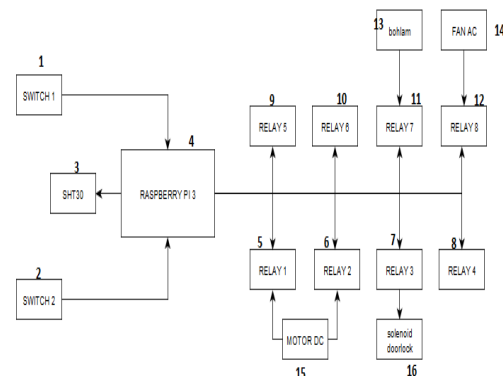 13
bohlam
FAN AC
14
1
SWITCH 1
9
RELAY 5
10
RELAY 6
11
RELAY 7
12
RELAY 8
3
SHT30
4
RASPBERRY PI 3
2
SWITCH 2
5
RELAY 1
6
RELAY 2
7
RELAY 3
8
RELAY 4
MOTOR DC
15
solenoid
doorlock
16